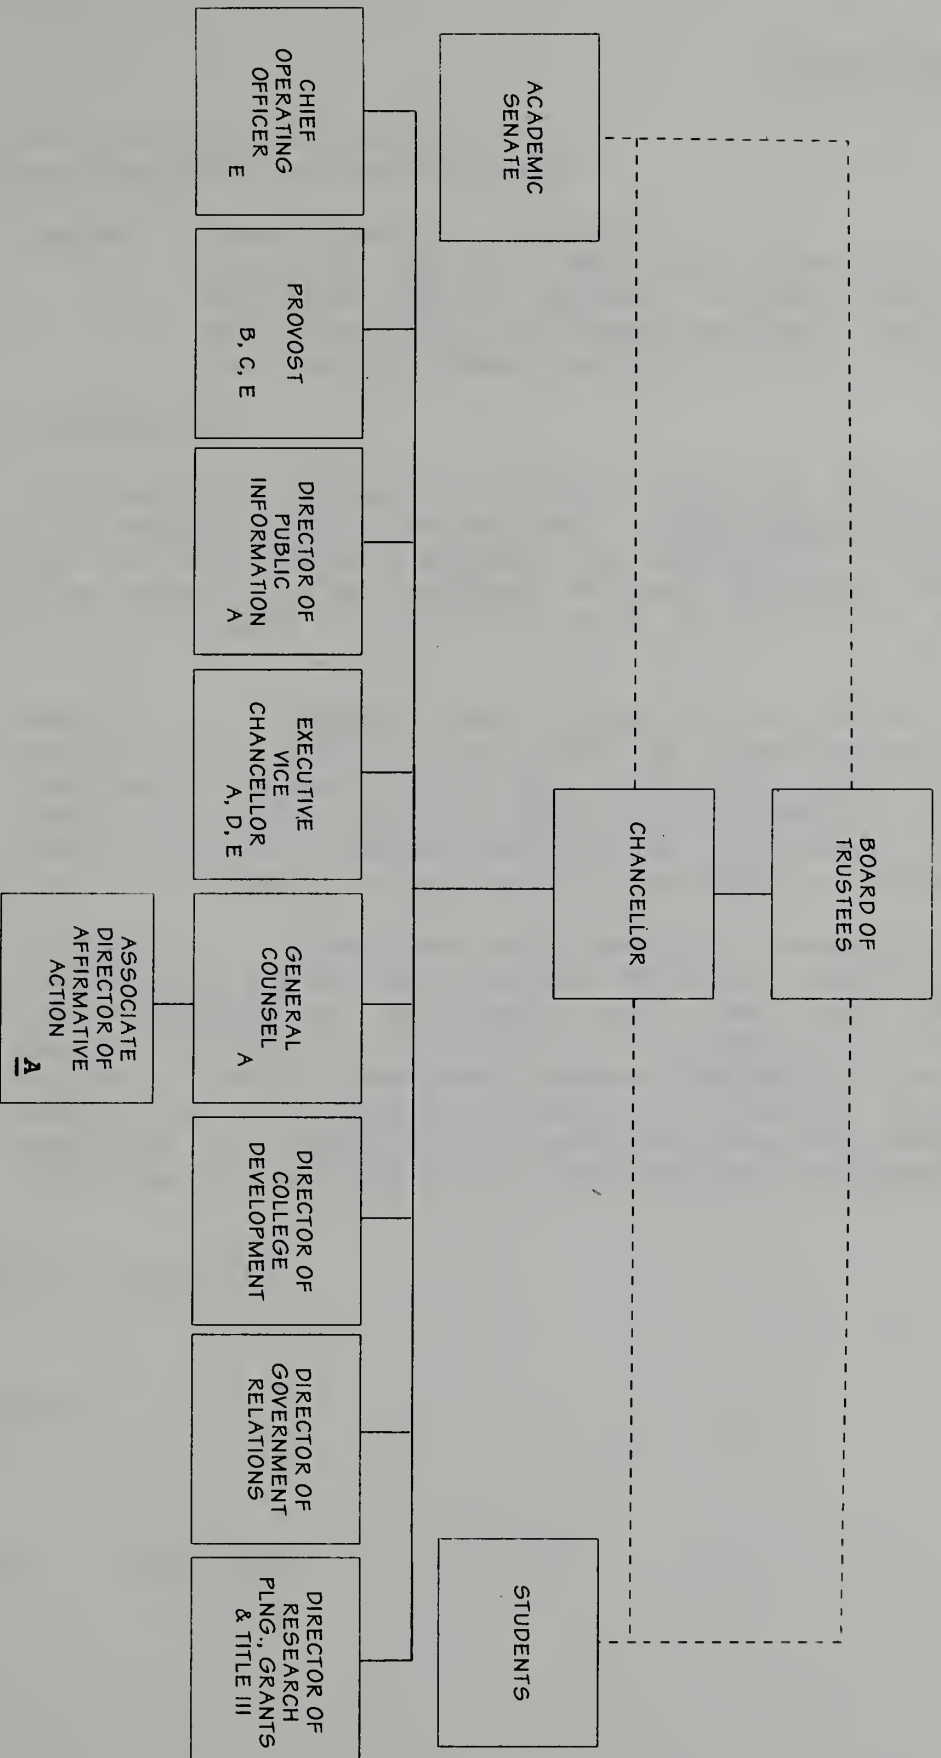 BOARD OF
TRUSTEES
CHANCELLOR
ACADEMIC
SENATE
STUDENTS
CHIEF
OPERATING
OFFICER
E
PROVOST
B, C, E
DIRECTOR OF
PUBLIC
INFORMATION
A
EXECUTIVE
VICE
CHANCELLOR
A, D, E
GENERAL
COUNSEL
A
DIRECTOR OF
COLLEGE
DEVELOPMENT
DIRECTOR OF
GOVERNMENT
RELATIONS
DIRECTOR OF
RESEARCH
PLNG., GRANTS
& TITLE III
ASSOCIATE
DIRECTOR OF
AFFIRMATIVE
ACTION
A